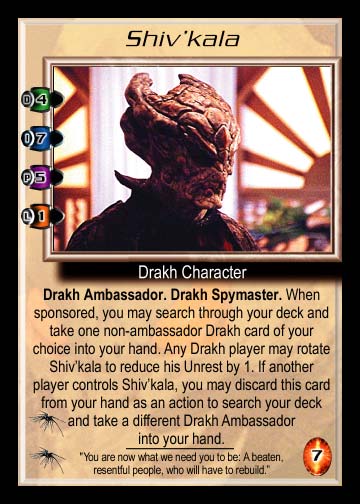 Shiv'kala
D 4
I 7
P 5
L 1
Drakh Character
Drakh Ambassador. Drakh Spymaster. When
sponsored, you may search through your deck and
take one non-ambassador Drakh card of your
choice into your hand. Any Drakh player may rotate
Shiv'kala to reduce his Unrest by 1. If another
player controls Shiv'kala, you may discard this card
from your hand as an action to search your deck
and take a different Drakh Ambassador
into your hand.
"You are now what we need you to be: A beaten,
resentful people, who will have to rebuild."
7